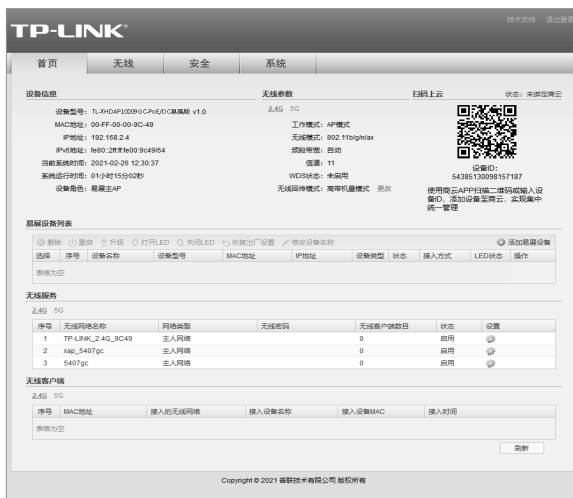 技术支持 退出登录
TP-LINK®
首页 无线 安全 系统
设备信息
设备型号： TL-XHDAP10209GC-PoE/DC易展版 v1.0
MAC地址： 00-FF-00-00-9C-49
IP地址： 192.168.2.4
IPv6地址： fe80::2ff:ff:fe00:9c49/64
当前系统时间： 2021-02-26 12:30:37
系统运行时间： 01小时15分02秒
设备角色： 易展主AP
无线参数
2.4G 5G
工作模式： AP模式
无线模式： 802.11b/g/n/ax
频段带宽： 自动
信道： 11
WDS状态： 未启用
无线回传模式： 高带机量模式 更改
扫码上云 状态：未绑定商云
设备ID:
54385130098157187
使用商云APP扫描二维码或输入设
备ID，添加设备至商云，实现集中
统一管理
易展设备列表
删除 重启 升级 打开LED 关闭LED 恢复出厂设置 修改设备名称 添加易展设备
选择 序号 设备名称 设备型号 MAC地址 IP地址 设备类型 状态 接入方式 LED状态 操作
表格为空
无线服务
2.4G 5G
序号 无线网络名称 网络类型 无线密码 无线客户端数目 状态 设置
1 TP-LINK_2.4G_9C49 主人网络 0 启用
2 xap_5407gc 主人网络 0 启用
3 5407gc 主人网络 0 启用
无线客户端
2.4G 5G
序号 MAC地址 接入的无线网络 接入设备名称 接入设备MAC 接入时间
表格为空
刷新
Copyright © 2021 普联技术有限公司 版权所有